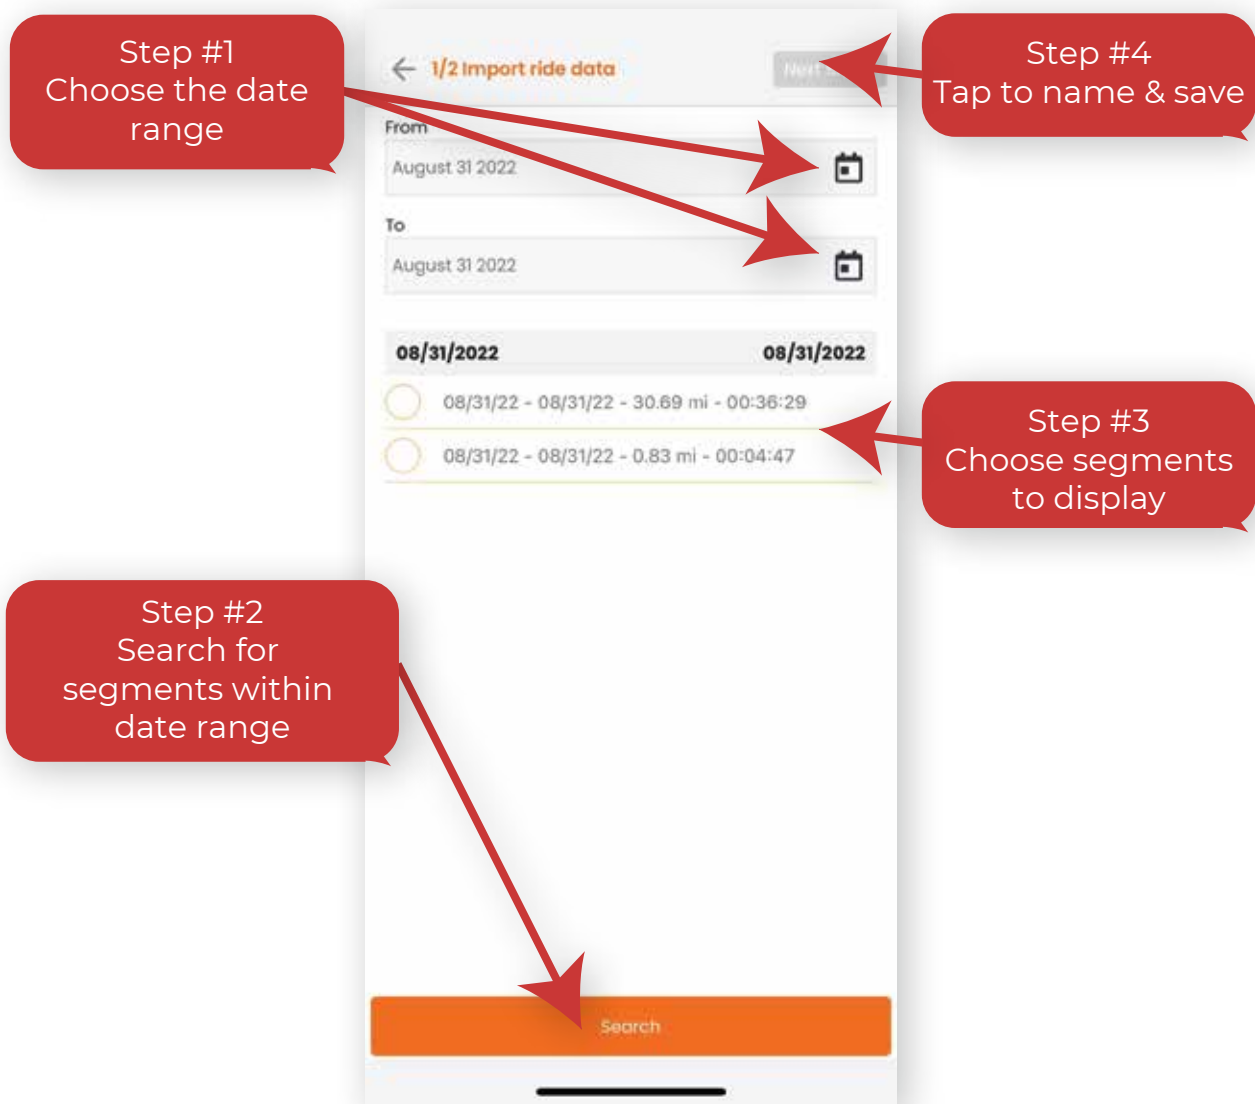 Step #1
Choose the date
range
Step #4
Tap to name & save
1/2 Import ride data
Next
From
August 31 2022
To
August 31 2022
08/31/2022 08/31/2022
08/31/22 - 08/31/22 - 30.69 mi - 00:36:29
08/31/22 - 08/31/22 - 0.83 mi - 00:04:47
Step #3
Choose segments
to display
Step #2
Search for
segments within
date range
Search